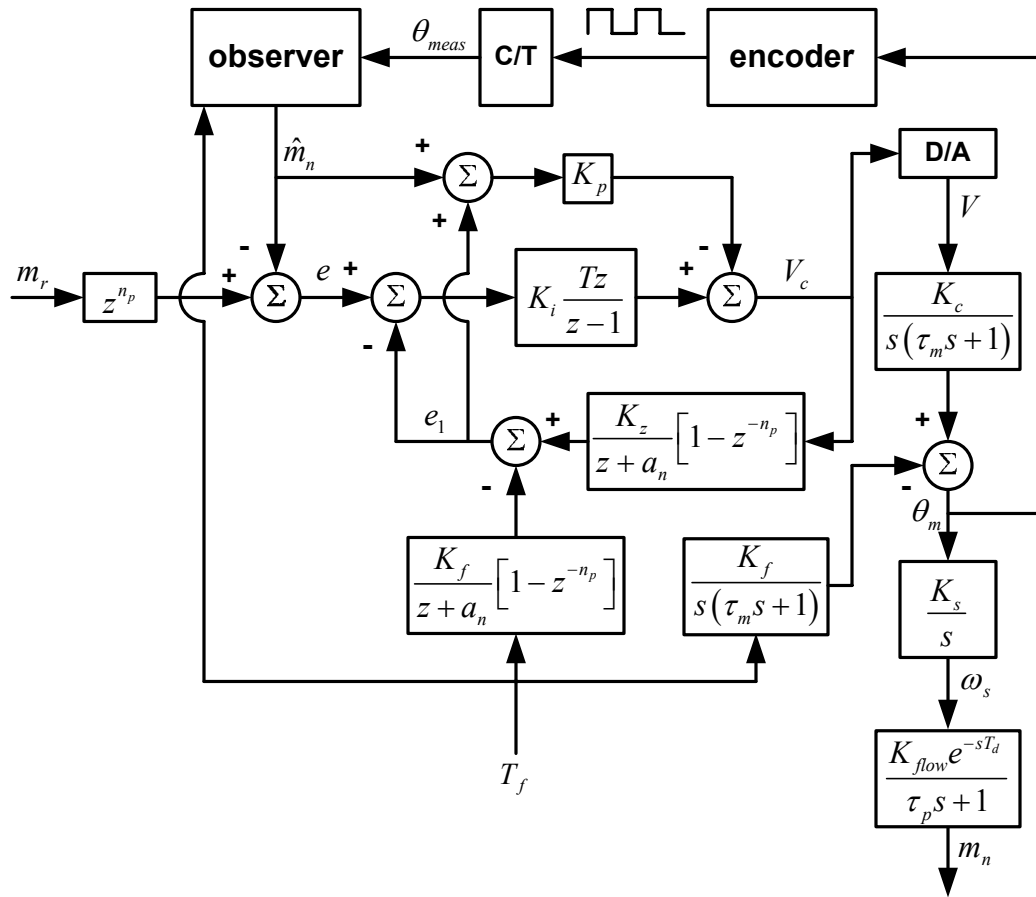 observer
θ_meas
C/T
encoder
m̂_n
+
Σ
K_p
+
D/A
V
m_r
z^{n_p}
+
-
Σ
e
+
Σ
-
K_i Tz/(z-1)
+
-
Σ
V_c
K_c/(s(τ_m s+1))
e_1
Σ
+
-
K_z/(z+a_n)[1-z^{-n_p}]
+
Σ
-
θ_m
K_f/(z+a_n)[1-z^{-n_p}]
K_f/(s(τ_m s+1))
K_s/s
ω_s
T_f
K_flow e^{-sT_d}/(τ_p s+1)
m_n